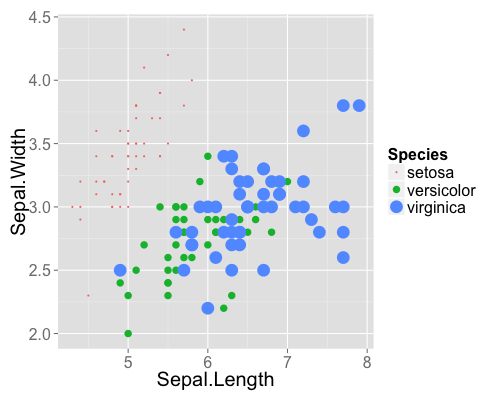 4.5
4.0
3.5
3.0
2.5
2.0
Sepal.Width
5 6 7 8
Sepal.Length
Species
setosa
versicolor
virginica